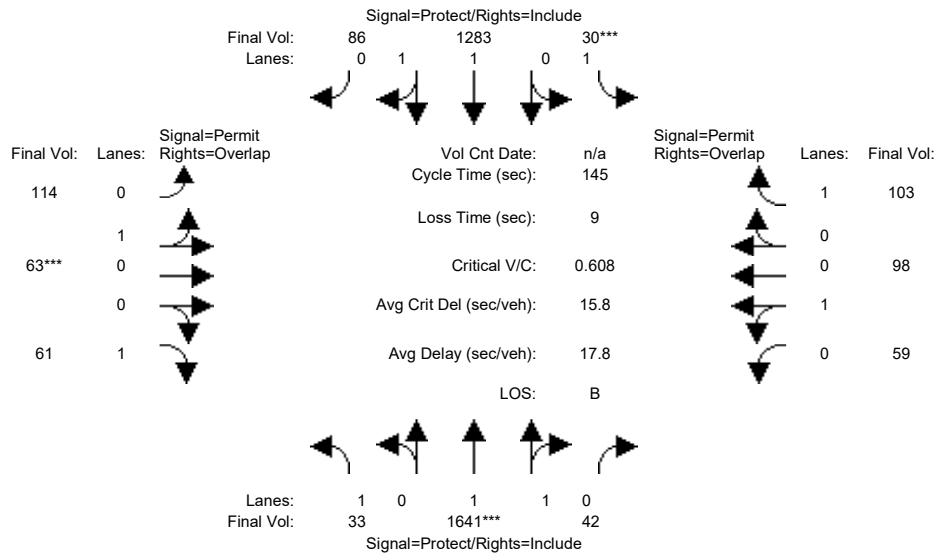 Signal=Protect/Rights=Include
Final Vol: 86 1283 30***
Lanes: 0 1 1 0 1
Signal=Permit Signal=Permit
Final Vol: Lanes: Rights=Overlap Vol Cnt Date: n/a Rights=Overlap Lanes: Final Vol:
Cycle Time (sec): 145
114 0 1 103
Loss Time (sec): 9
1 0
63*** 0 Critical V/C: 0.608 0 98
0 Avg Crit Del (sec/veh): 15.8 1
61 1 Avg Delay (sec/veh): 17.8 0 59
LOS: B
Lanes: 1 0 1 1 0
Final Vol: 33 1641*** 42
Signal=Protect/Rights=Include